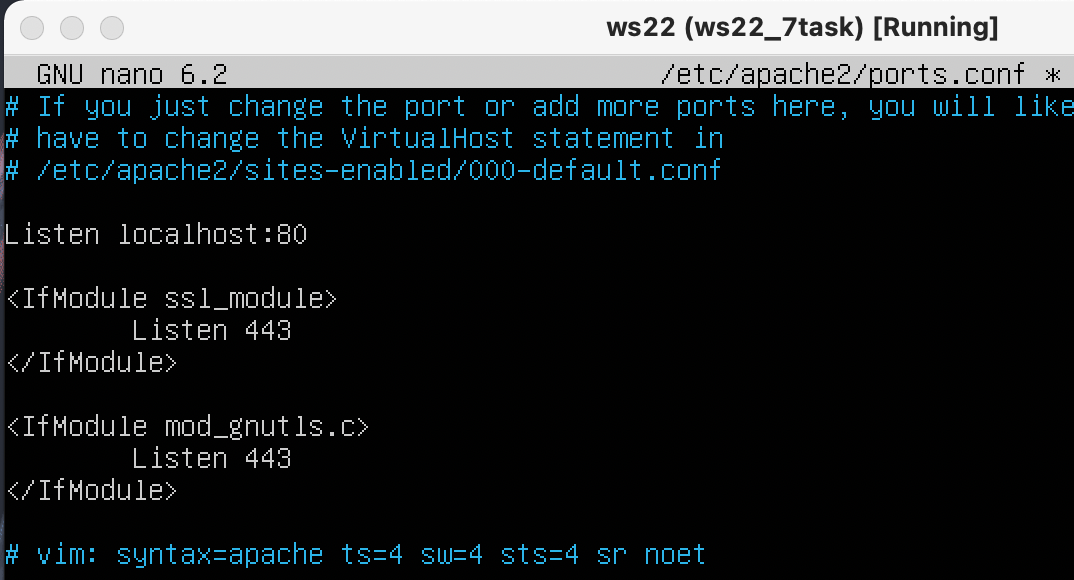 ws22 (ws22_7task) [Running]
GNU nano 6.2 /etc/apache2/ports.conf *
# If you just change the port or add more ports here, you will like
# have to change the VirtualHost statement in
# /etc/apache2/sites-enabled/000-default.conf
Listen localhost:80
<IfModule ssl_module>
Listen 443
</IfModule>
<IfModule mod_gnutls.c>
Listen 443
</IfModule>
# vim: syntax=apache ts=4 sw=4 sts=4 sr noet